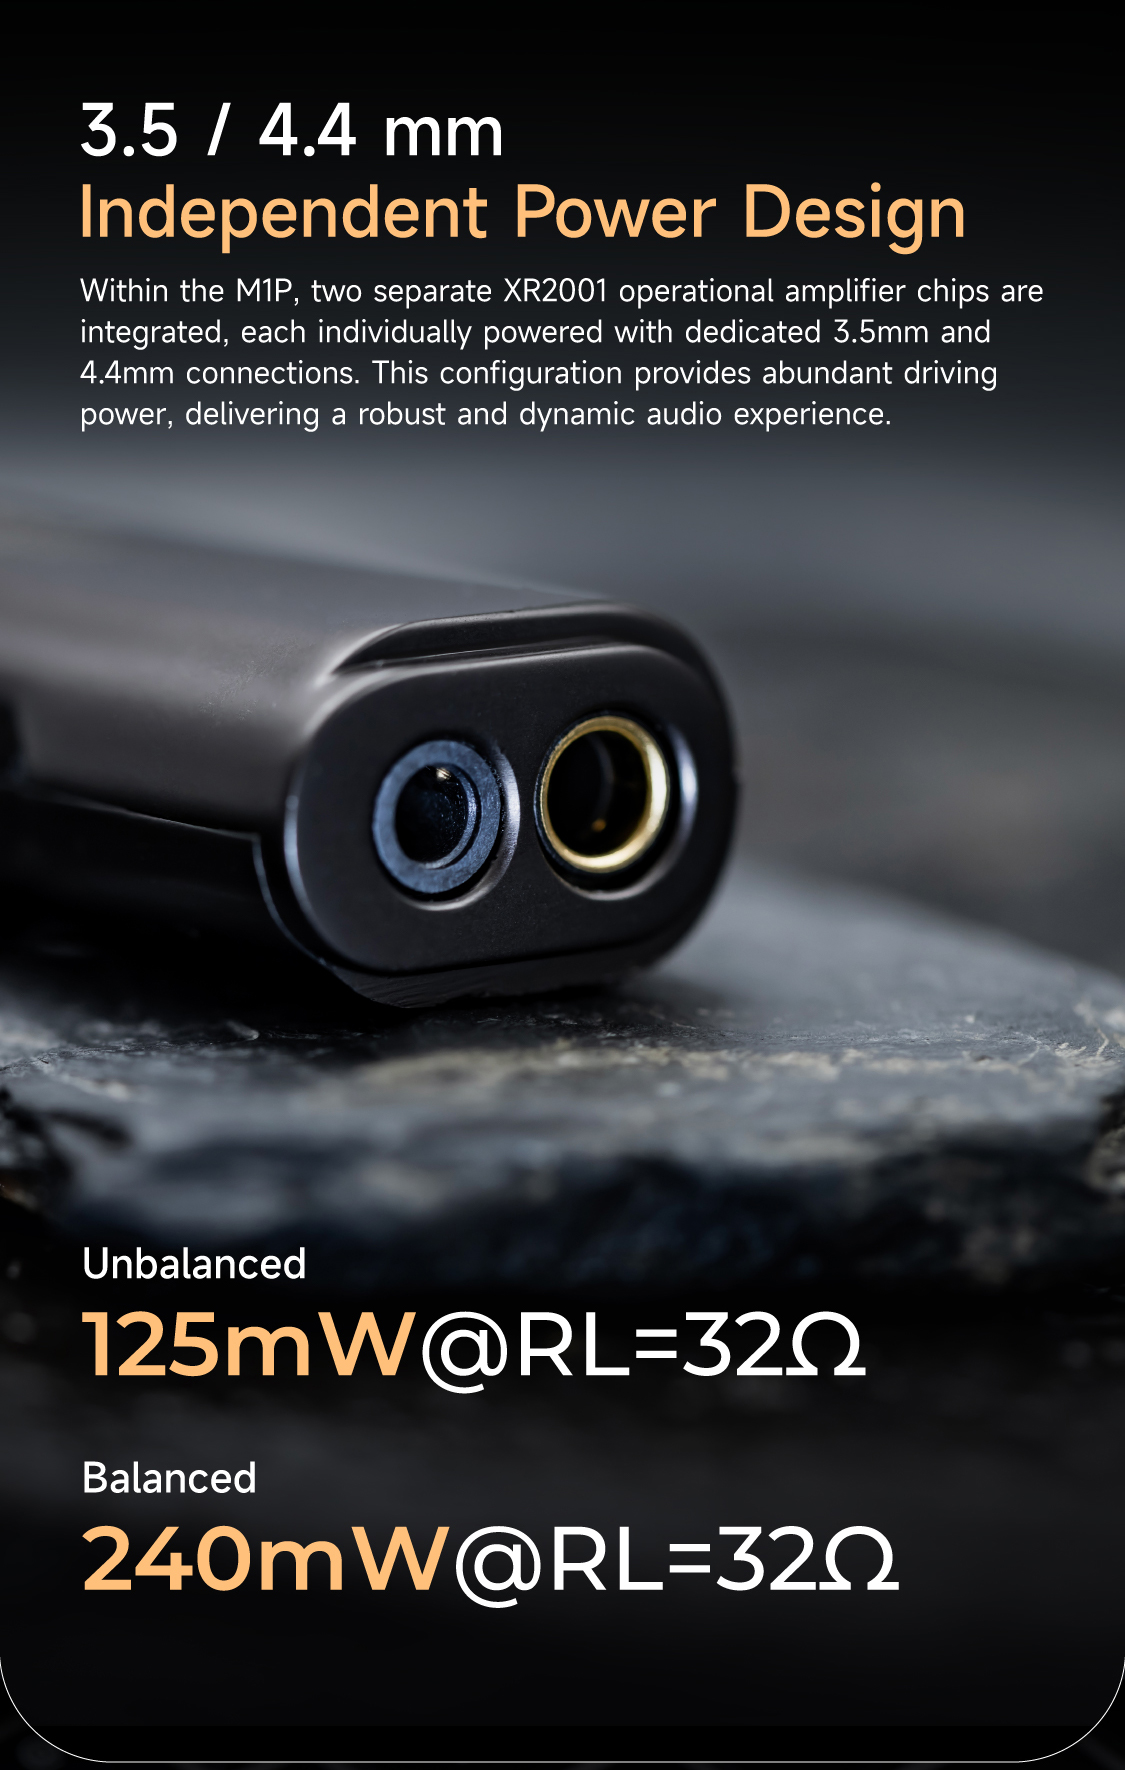 3.5 / 4.4 mm
Independent Power Design
Within the M1P, two separate XR2001 operational amplifier chips are
integrated, each individually powered with dedicated 3.5mm and
4.4mm connections. This configuration provides abundant driving
power, delivering a robust and dynamic audio experience.
Unbalanced
125mW@RL=32Ω
Balanced
240mW@RL=32Ω